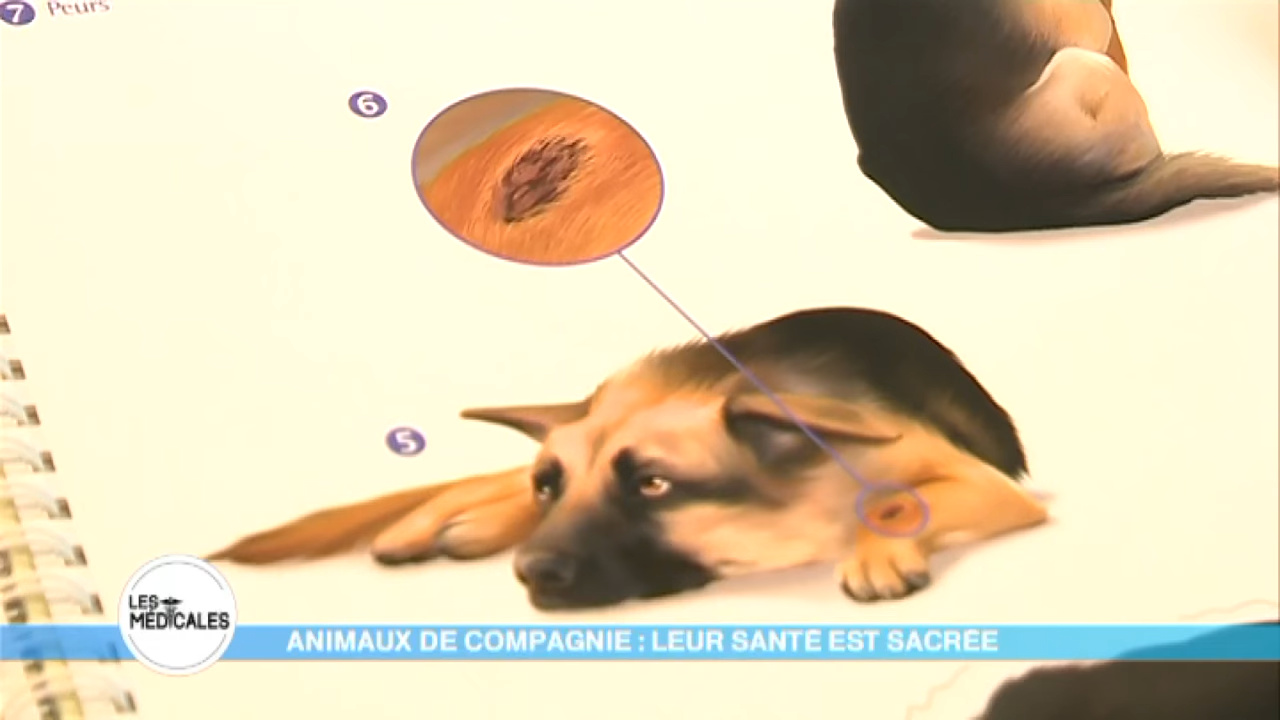 7 Peurs
6
5
LES
MÉDICALES
ANIMAUX DE COMPAGNIE : LEUR SANTÉ EST SACRÉE